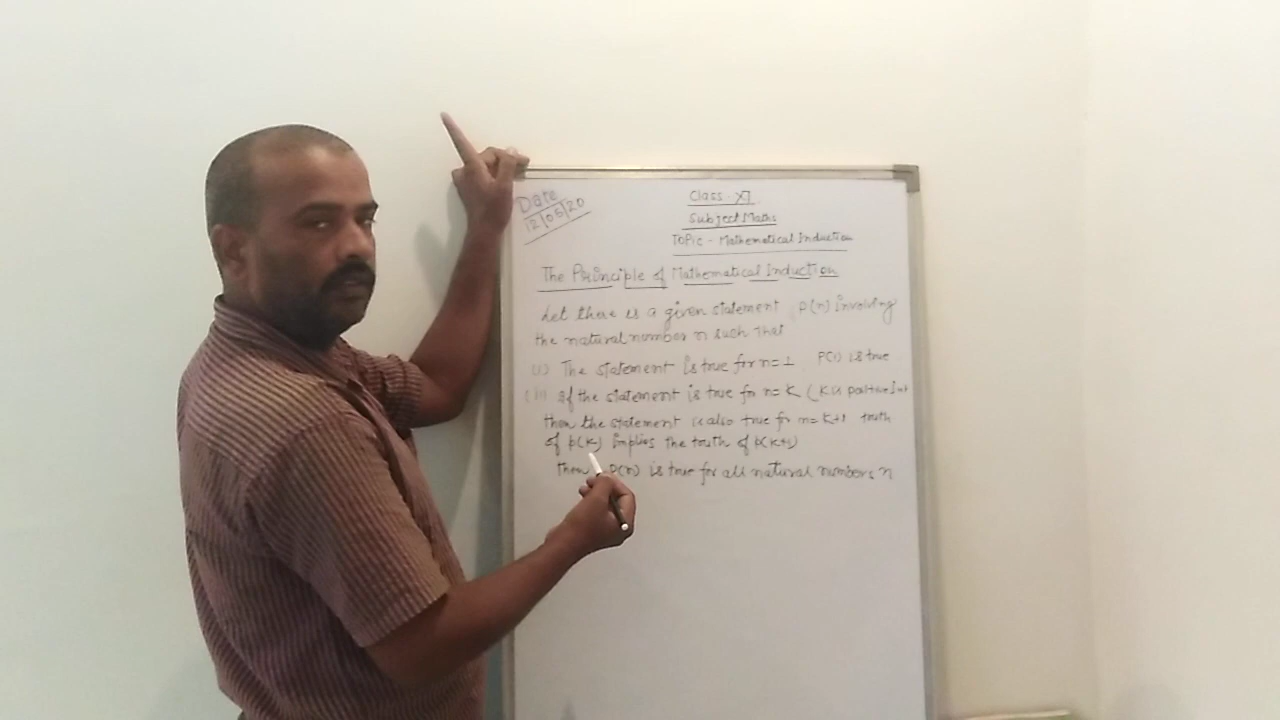 Date
12/05/20
Class - XI
Subject Maths
Topic - Mathematical Induction
The Principle of Mathematical Induction
Let there is a given statement P(n) involving
the natural number n such that
(i) The statement is true for n=1 P(1) is true
(ii) If the statement is true for n=k (k is positive int
then the statement is also true for n=k+1 truth
of p(k) implies the truth of p(k+1)
then P(n) is true for all natural numbers n